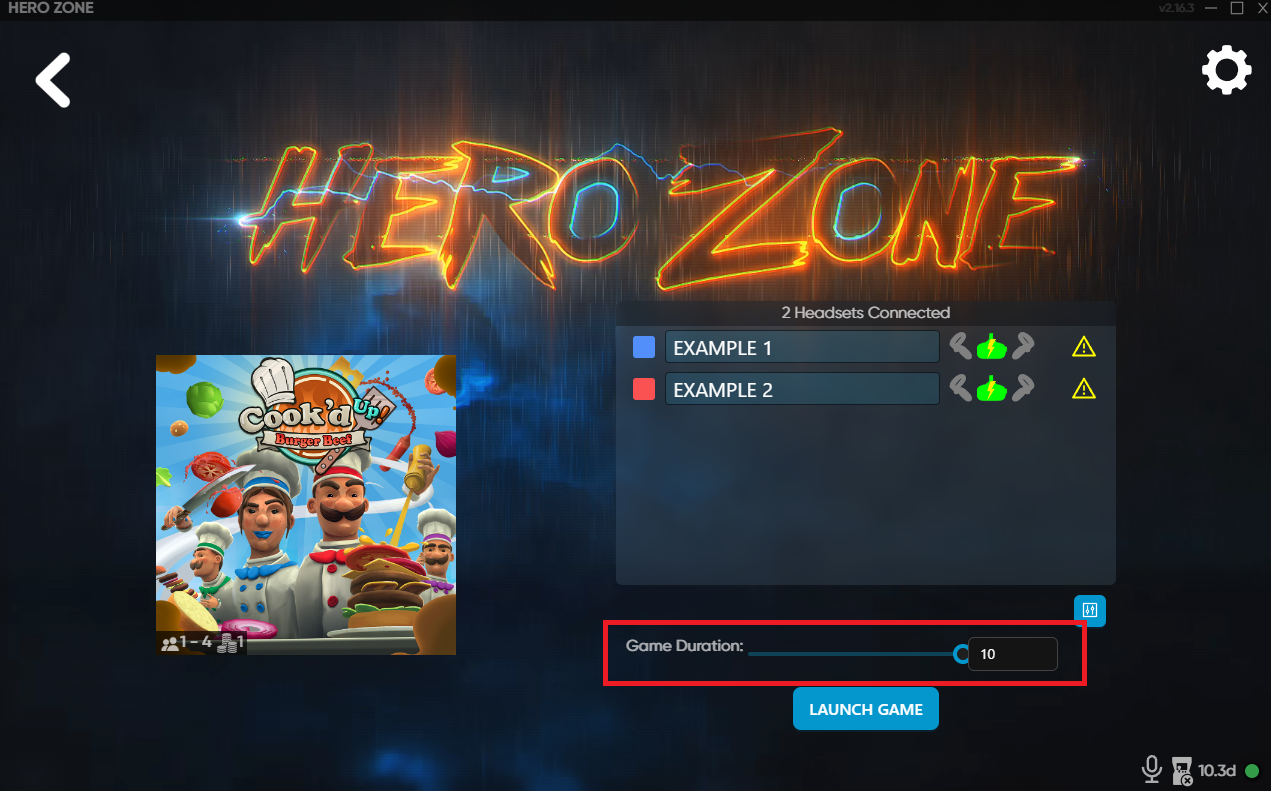 HERO ZONE
v2.16.3
HERO ZONE
2 Headsets Connected
EXAMPLE 1
EXAMPLE 2
Cook'd
Up!
Burger Beef
1 - 4 1
Game Duration:
10
LAUNCH GAME
10.3d